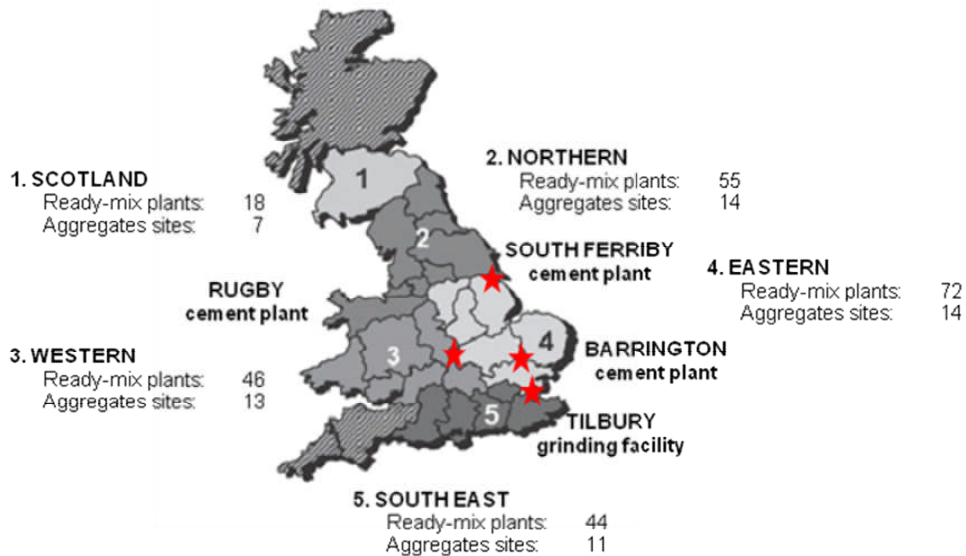 1. SCOTLAND
Ready-mix plants: 18
Aggregates sites: 7
1
2. NORTHERN
Ready-mix plants: 55
Aggregates sites: 14
2
SOUTH FERRIBY
cement plant
4. EASTERN
Ready-mix plants: 72
Aggregates sites: 14
RUGBY
cement plant
3. WESTERN
Ready-mix plants: 46
Aggregates sites: 13
3
4
BARRINGTON
cement plant
5
TILBURY
grinding facility
5. SOUTH EAST
Ready-mix plants: 44
Aggregates sites: 11